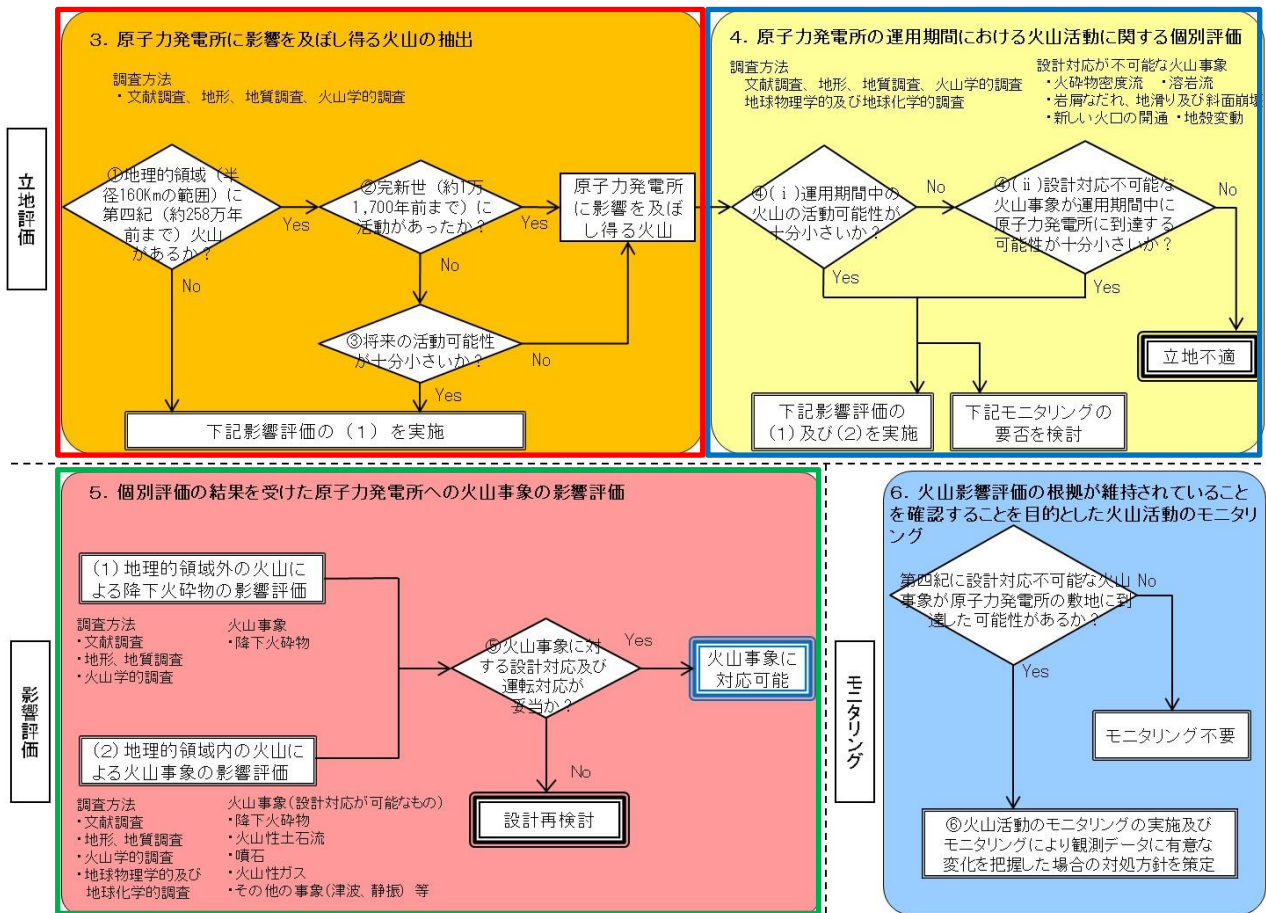 立地評価
3．原子力発電所に影響を及ぼし得る火山の抽出
調査方法
・文献調査、地形、地質調査、火山学的調査
①地理的領域（半
径160Kmの範囲）に
第四紀（約258万年
前まで）火山
があるか？
Yes
No
②完新世（約1万
1,700年前まで）に
活動があったか？
Yes
No
原子力発電所
に影響を及ぼ
し得る火山
③将来の活動可能性
が十分小さいか？
No
Yes
下記影響評価の（1）を実施
4．原子力発電所の運用期間における火山活動に関する個別評価
調査方法
文献調査、地形、地質調査、火山学的調査
地球物理学的及び地球化学的調査
設計対応が不可能な火山事象
・火砕物密度流　・溶岩流
・岩屑なだれ、地滑り及び斜面崩壊
・新しい火口の開通　・地殻変動
④(ⅰ)運用期間中の
火山の活動可能性が
十分小さいか？
No
Yes
④(ⅱ)設計対応不可能な
火山事象が運用期間中に
原子力発電所に到達する
可能性が十分小さいか？
No
Yes
立地不適
下記影響評価の
(1)及び(2)を実施
下記モニタリングの
要否を検討
影響評価
5．個別評価の結果を受けた原子力発電所への火山事象の影響評価
(1)地理的領域外の火山に
よる降下火砕物の影響評価
調査方法
・文献調査
・地形、地質調査
・火山学的調査
火山事象
・降下火砕物
⑤火山事象に対
する設計対応及び
運転対応が
妥当か？
Yes
火山事象に
対応可能
No
設計再検討
(2)地理的領域内の火山に
よる火山事象の影響評価
調査方法
・文献調査
・地形、地質調査
・火山学的調査
・地球物理学的及び
地球化学的調査
火山事象(設計対応が可能なもの)
・降下火砕物
・火山性土石流
・噴石
・火山性ガス
・その他の事象(津波、静振) 等
モニタリング
6．火山影響評価の根拠が維持されていること
を確認することを目的とした火山活動のモニタリ
ング
第四紀に設計対応不可能な火山
事象が原子力発電所の敷地に到
達した可能性があるか？
No
Yes
モニタリング不要
⑥火山活動のモニタリングの実施及び
モニタリングにより観測データに有意な
変化を把握した場合の対処方針を策定